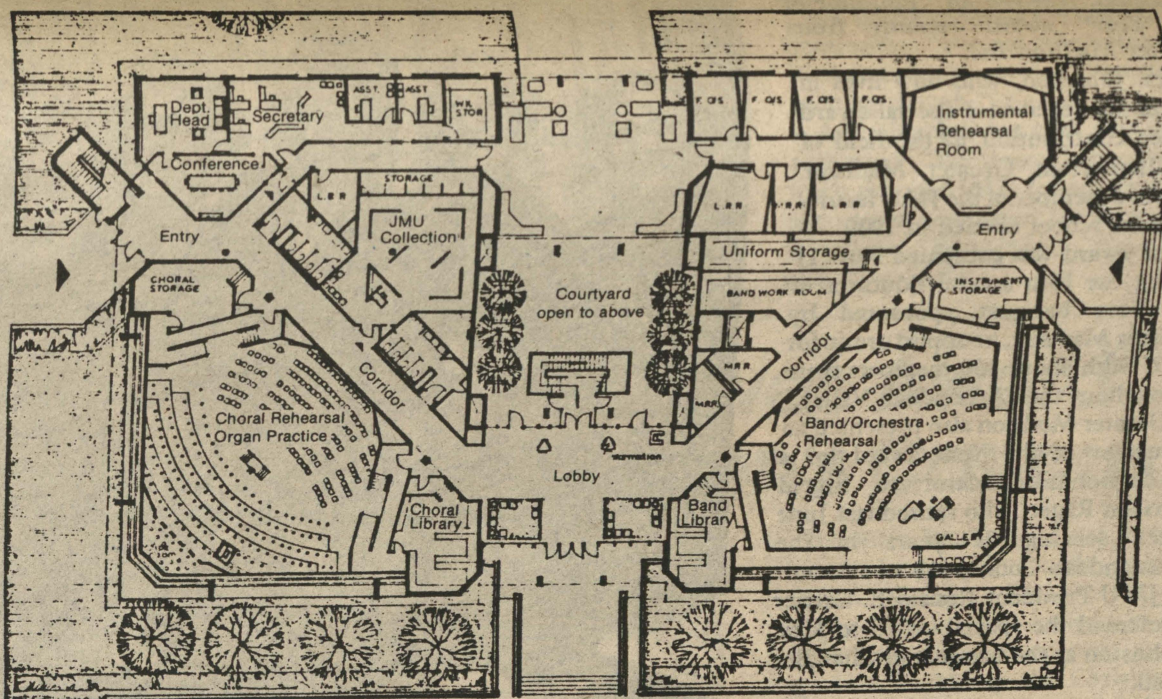 Dept.
Head
Secretary
ASST.
ASST
WK
STOR
F. O'S.
F. O/S.
F. O/S.
F. O'S.
Instrumental
Rehearsal
Room
Conference
L.R.R
STORAGE
JMU
Collection
L.R.R
L.R.R
Entry
Uniform Storage
Entry
CHORAL
STORAGE
Courtyard
open to above
BAND WORK ROOM
INSTRUMENT
STORAGE
M.R.R
Corridor
Corridor
M.R.R
Choral Rehearsal
Organ Practice
Band/Orchestra
Rehearsal
Lobby
Choral
Library
Band
Library
GALLERY